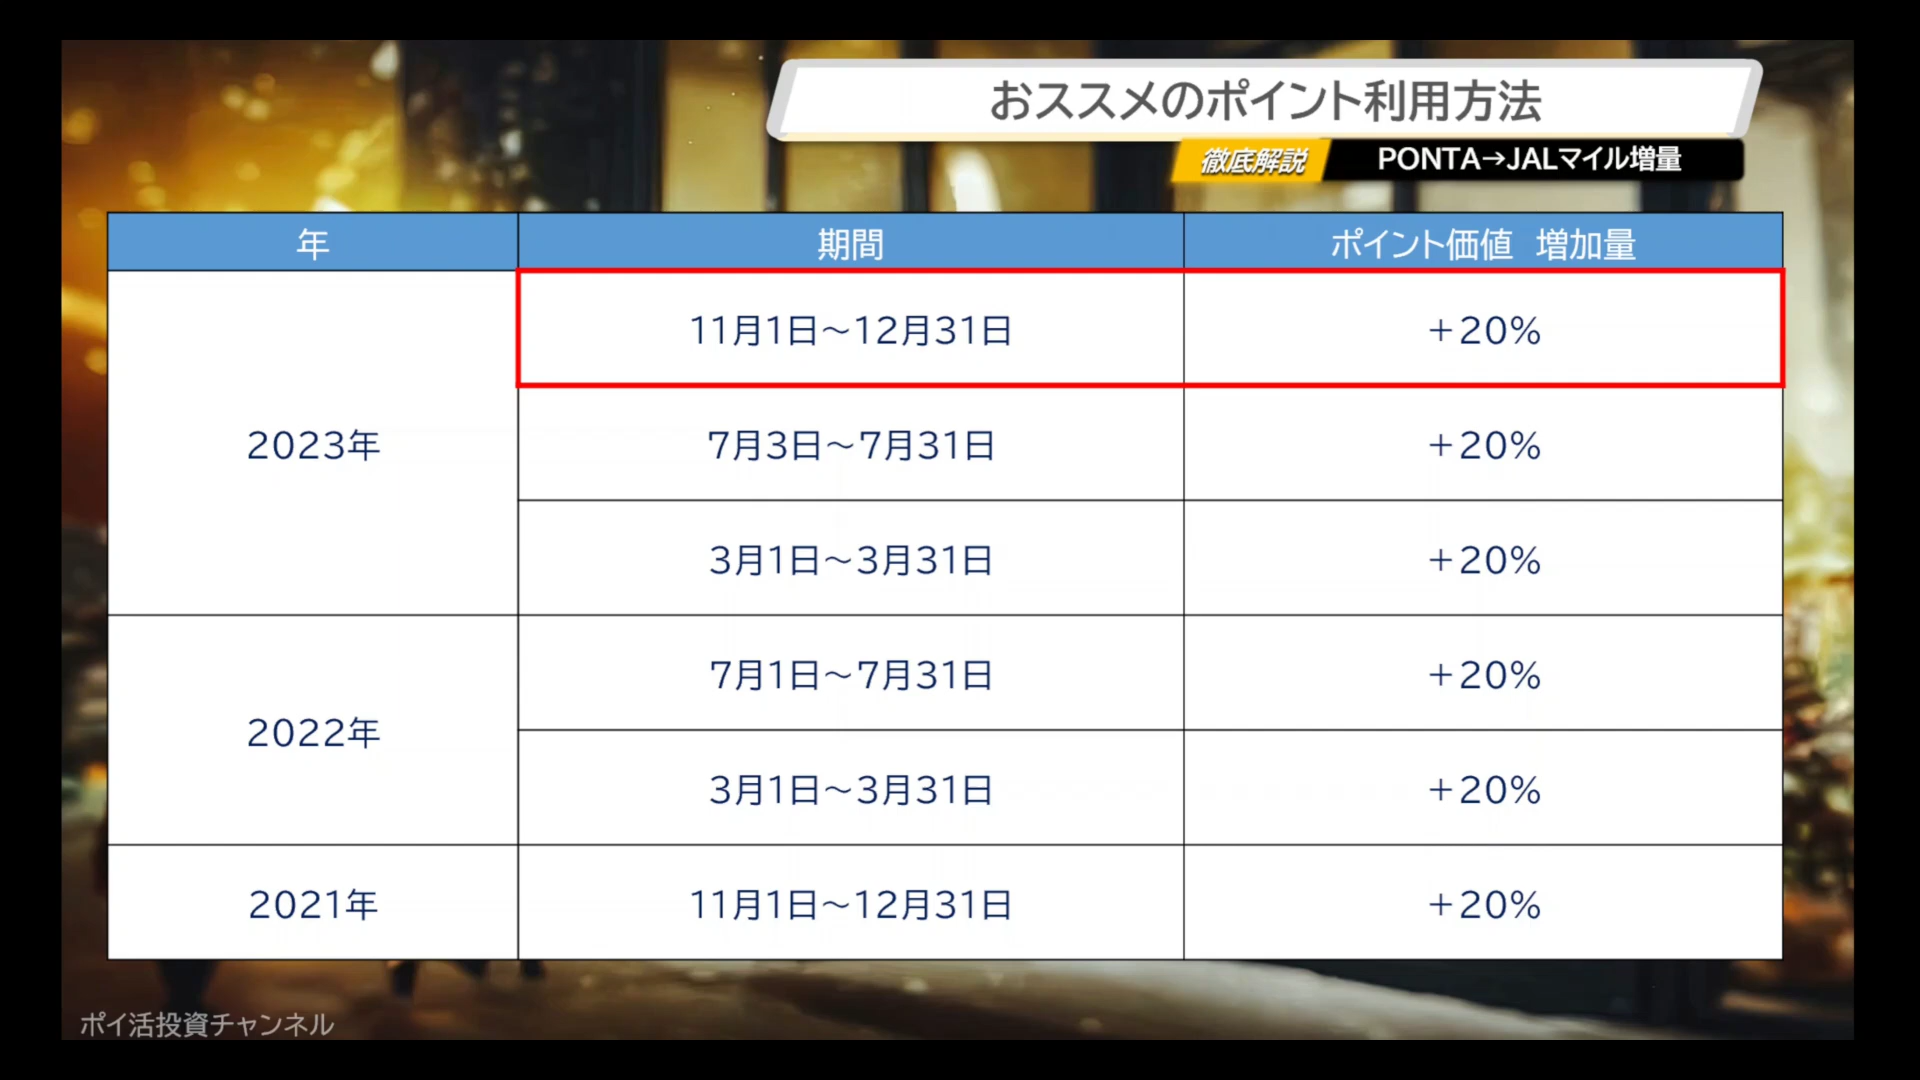 おススメのポイント利用方法
徹底解説 PONTA→JALマイル増量
年 期間 ポイント価値 増加量
2023年 11月1日～12月31日 +20%
7月3日～7月31日 +20%
3月1日～3月31日 +20%
2022年 7月1日～7月31日 +20%
3月1日～3月31日 +20%
2021年 11月1日～12月31日 +20%
ポイ活投資チャンネル